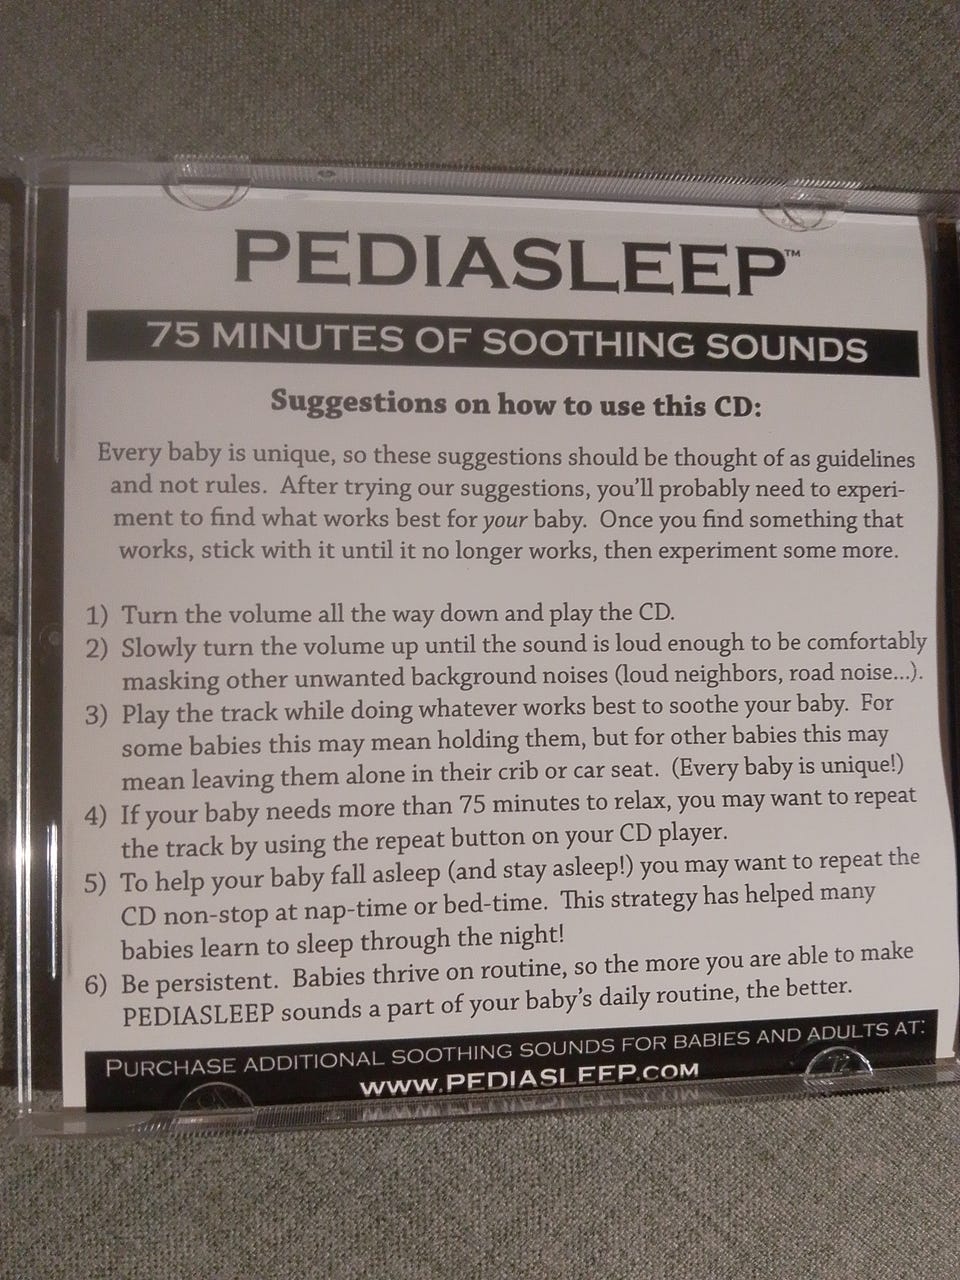 PEDIASLEEP™
75 MINUTES OF SOOTHING SOUNDS
Suggestions on how to use this CD:
Every baby is unique, so these suggestions should be thought of as guidelines
and not rules. After trying our suggestions, you'll probably need to experi-
ment to find what works best for your baby. Once you find something that
works, stick with it until it no longer works, then experiment some more.
1) Turn the volume all the way down and play the CD.
2) Slowly turn the volume up until the sound is loud enough to be comfortably
masking other unwanted background noises (loud neighbors, road noise...).
3) Play the track while doing whatever works best to soothe your baby. For
some babies this may mean holding them, but for other babies this may
mean leaving them alone in their crib or car seat. (Every baby is unique!)
4) If your baby needs more than 75 minutes to relax, you may want to repeat
the track by using the repeat button on your CD player.
5) To help your baby fall asleep (and stay asleep!) you may want to repeat the
CD non-stop at nap-time or bed-time. This strategy has helped many
babies learn to sleep through the night!
6) Be persistent. Babies thrive on routine, so the more you are able to make
PEDIASLEEP sounds a part of your baby's daily routine, the better.
PURCHASE ADDITIONAL SOOTHING SOUNDS FOR BABIES AND ADULTS AT:
WWW.PEDIASLEEP.COM